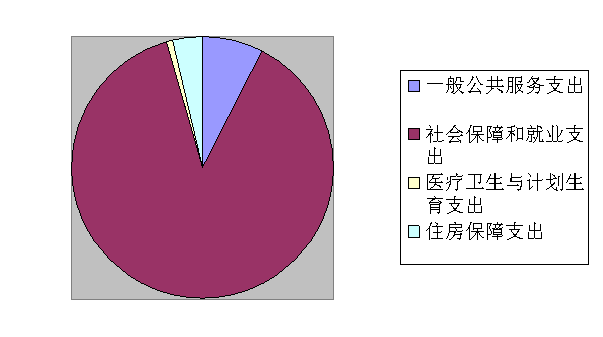 一般公共服务支出
社会保障和就业支
出
医疗卫生与计划生
育支出
住房保障支出